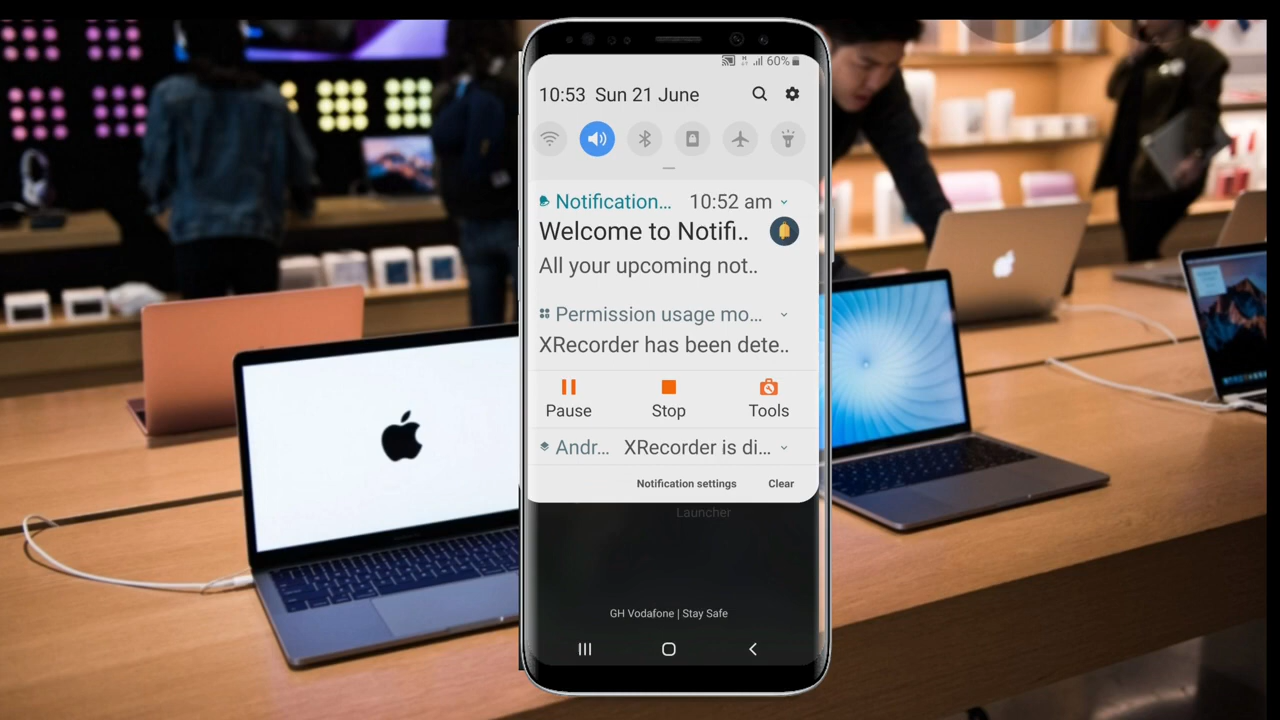 60%
10:53 Sun 21 June
Notification... 10:52 am
Welcome to Notifi..
All your upcoming not..
Permission usage mo...
XRecorder has been dete..
Pause Stop Tools
Andr... XRecorder is di...
Notification settings Clear
Launcher
GH Vodafone | Stay Safe